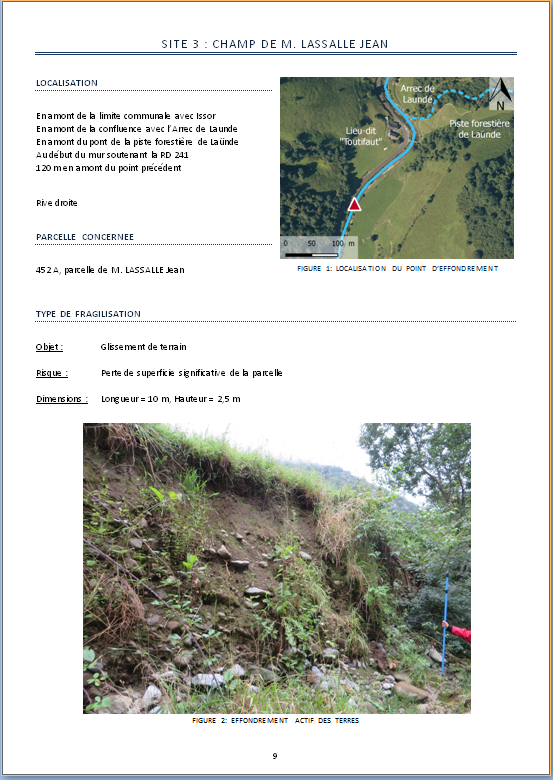 SITE 3 : CHAMP DE M. LASSALLE JEAN
LOCALISATION
En amont de la limite communale avec Issor
En amont de la confluence avec l'Arrec de Launde
En amont du pont de la piste forestière de Laünde
Au début du mur soutenant la RD 241
120 m en amont du point précédent
Rive droite
PARCELLE CONCERNEE
452 A, parcelle de M. LASSALLE Jean
Arrec de
Launde
N
Lieu-dit
"Toutifaut"
Piste forestière
de Laünde
0 50 100 m
FIGURE 1: LOCALISATION DU POINT D'EFFONDREMENT
TYPE DE FRAGILISATION
Objet : Glissement de terrain
Risque : Perte de superficie significative de la parcelle
Dimensions : Longueur = 10 m, Hauteur = 2,5 m
FIGURE 2: EFFONDREMENT ACTIF DES TERRES
9